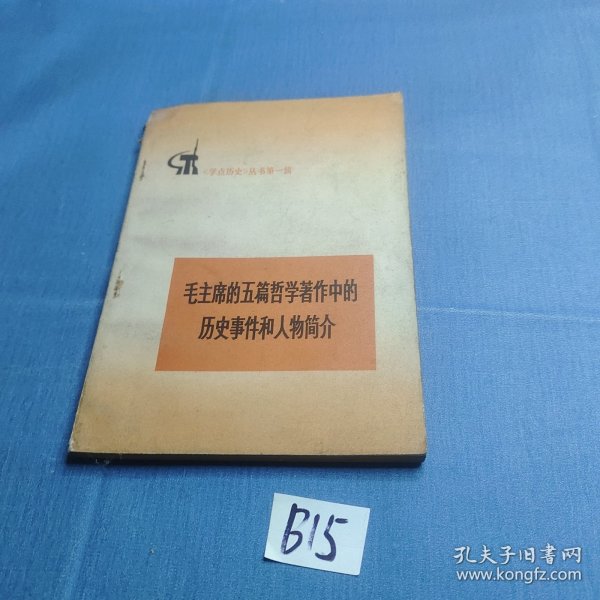 《学点历史》丛书第一辑
毛主席的五篇哲学著作中的
历史事件和人物简介
B15
孔夫子旧书网
www.kongfz.com